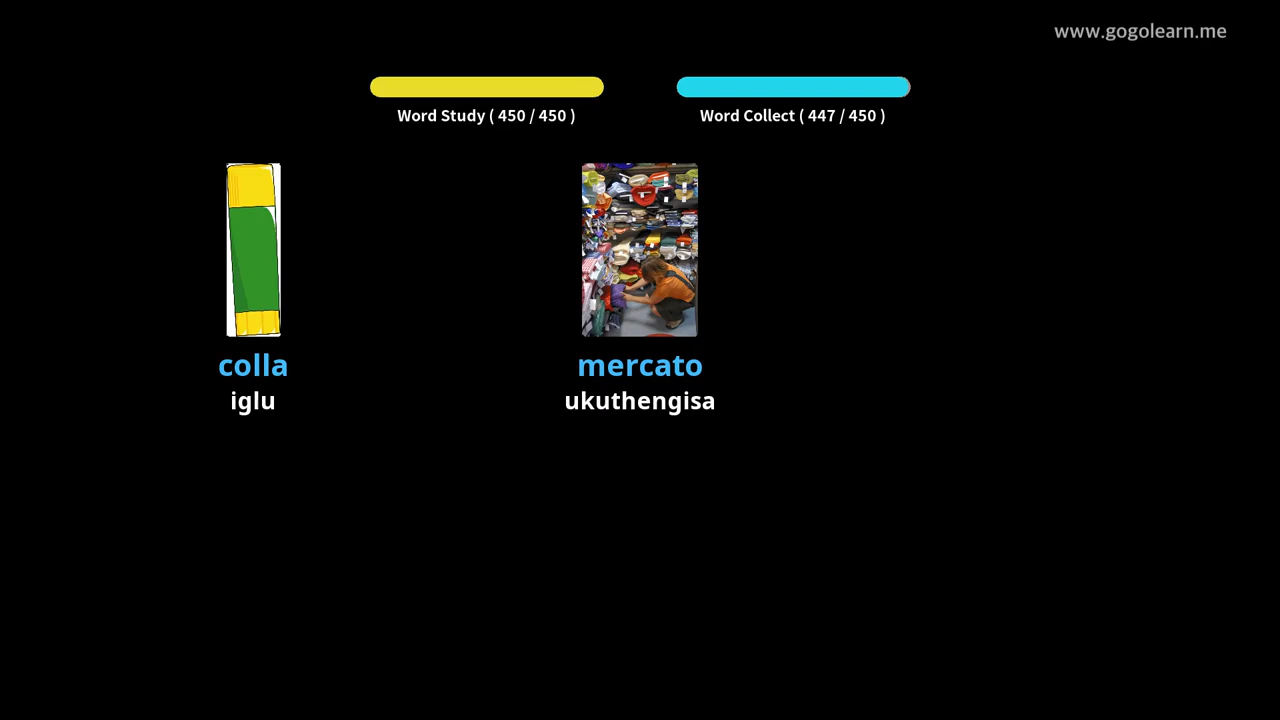 www.gogolearn.me
Word Study ( 450 / 450 )
Word Collect ( 447 / 450 )
colla
iglu
mercato
ukuthengisa